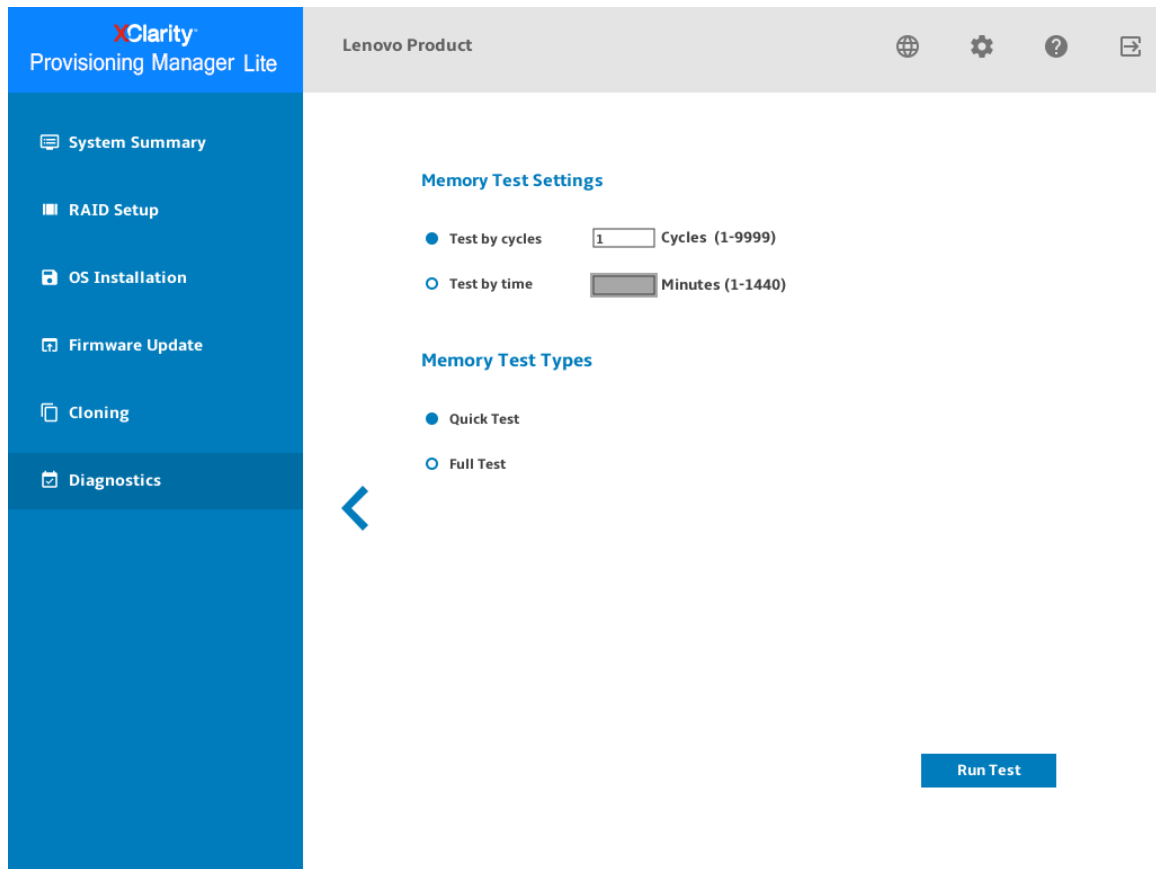 XClarity
Provisioning Manager Lite
Lenovo Product
System Summary
RAID Setup
OS Installation
Firmware Update
Cloning
Diagnostics
Memory Test Settings
Test by cycles 1 Cycles (1-9999)
Test by time Minutes (1-1440)
Memory Test Types
Quick Test
Full Test
Run Test